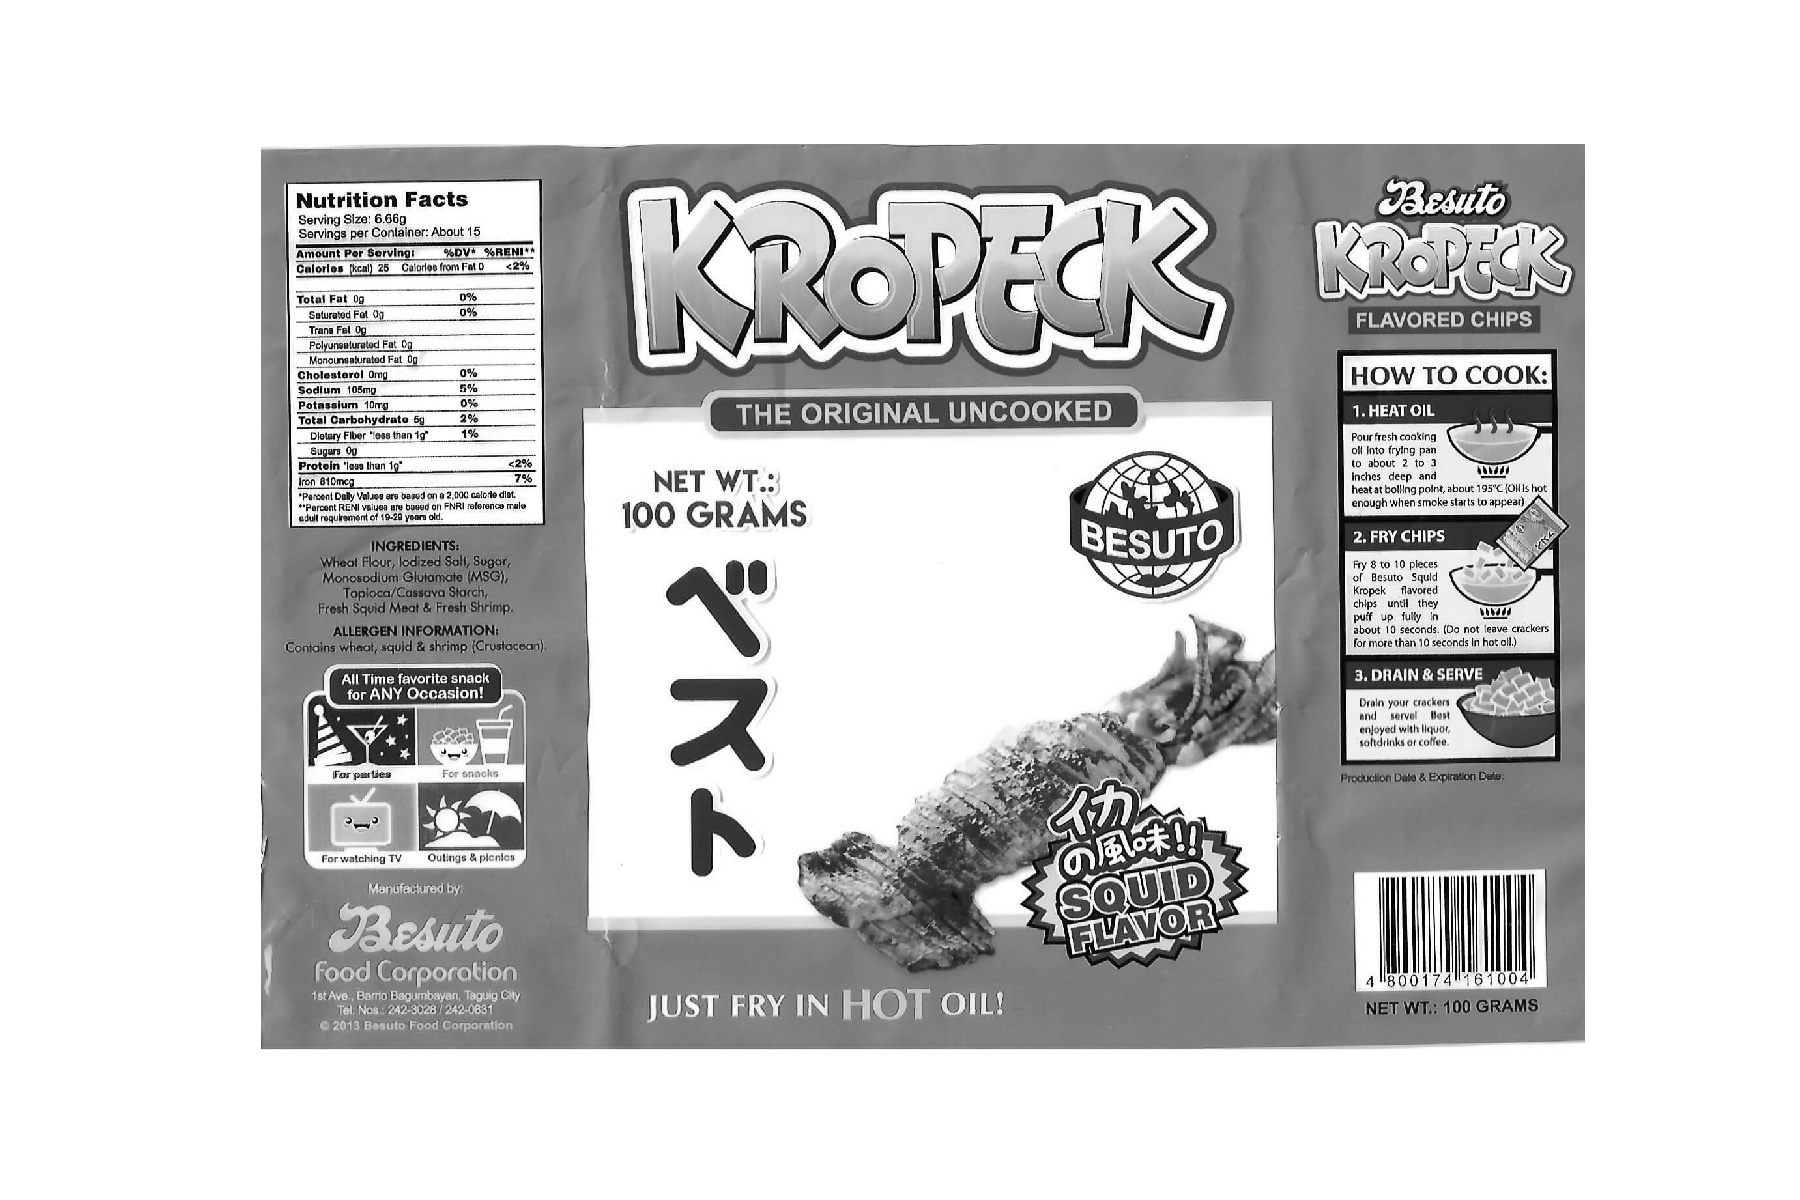 Nutrition Facts
Serving Size: 6.66g
Servings per Container: About 15
Amount Per Serving: %DV* %RENI**
Calories (kcal) 25 Calories from Fat 0 <2%
Total Fat 0g 0%
Saturated Fat 0g 0%
Trans Fat 0g
Polyunsaturated Fat 0g
Monounsaturated Fat 0g
Cholesterol 0mg 0%
Sodium 105mg 5%
Potassium 10mg 0%
Total Carbohydrate 5g 2%
Dietary Fiber "less than 1g" 1%
Sugars 0g
Protein "less than 1g" <2%
Iron 810mcg 7%
*Percent Daily Values are based on a 2,000 calorie diet.
**Percent RENI values are based on FNRI reference male
adult requirement of 19-29 years old.
INGREDIENTS:
Wheat Flour, Iodized Salt, Sugar,
Monosodium Glutamate (MSG),
Tapioca/Cassava Starch,
Fresh Squid Meat & Fresh Shrimp.
ALLERGEN INFORMATION:
Contains wheat, squid & shrimp (Crustacean).
All Time favorite snack
for ANY Occasion!
For parties
For snacks
For watching TV
Outings & picnics
Manufactured by:
Besuto
Food Corporation
1st Ave., Barrio Bagumbayan, Taguig City
Tel. Nos.: 242-3028 / 242-0631
© 2013 Besuto Food Corporation
KROPECK
THE ORIGINAL UNCOOKED
NET WT.:
100 GRAMS
BESUTO
ベスト
イカ
の風味!!
SQUID
FLAVOR
JUST FRY IN HOT OIL!
Besuto
KROPECK
FLAVORED CHIPS
HOW TO COOK:
1. HEAT OIL
Pour fresh cooking
oil into frying pan
to about 2 to 3
inches deep and
heat at boiling point, about 195°C (Oil is hot
enough when smoke starts to appear)
2. FRY CHIPS
Fry 8 to 10 pieces
of Besuto Squid
Kropek flavored
chips until they
puff up fully in
about 10 seconds. (Do not leave crackers
for more than 10 seconds in hot oil.)
3. DRAIN & SERVE
Drain your crackers
and serve! Best
enjoyed with liquor,
softdrinks or coffee.
Production Date & Expiration Date:
4 800174 161004
NET WT.: 100 GRAMS